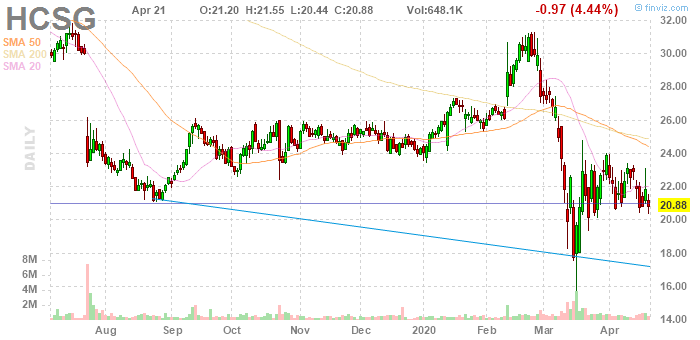 HCSG Apr 21 O:21.20 H:21.55 L:20.44 C:20.88 Vol:648.1K -0.97 (4.44%) © finviz.com
SMA 50
SMA 200
SMA 20
DAILY
32.00
30.00
28.00
26.00
24.00
22.00
20.88
20.00
18.00
16.00
14.00
8M
6M
4M
2M
Aug Sep Oct Nov Dec 2020 Feb Mar Apr